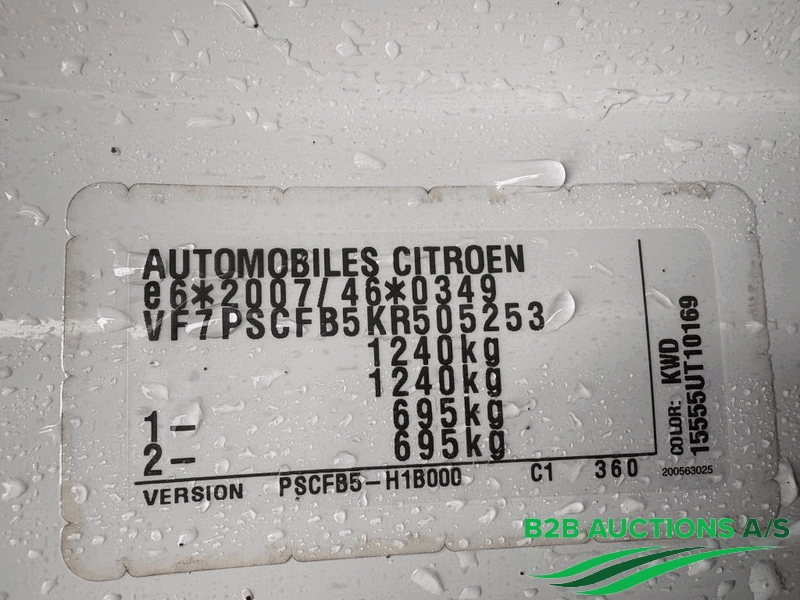 AUTOMOBILES CITROEN
e6*2007/46*0349
VF7PSCFB5KR505253
1240kg
1240kg
1- 695kg
2- 695kg
VERSION PSCFB5-H1B000 C1 360
COLOR: KWD
15555UT10169
200563025
B2B AUCTIONS A/S